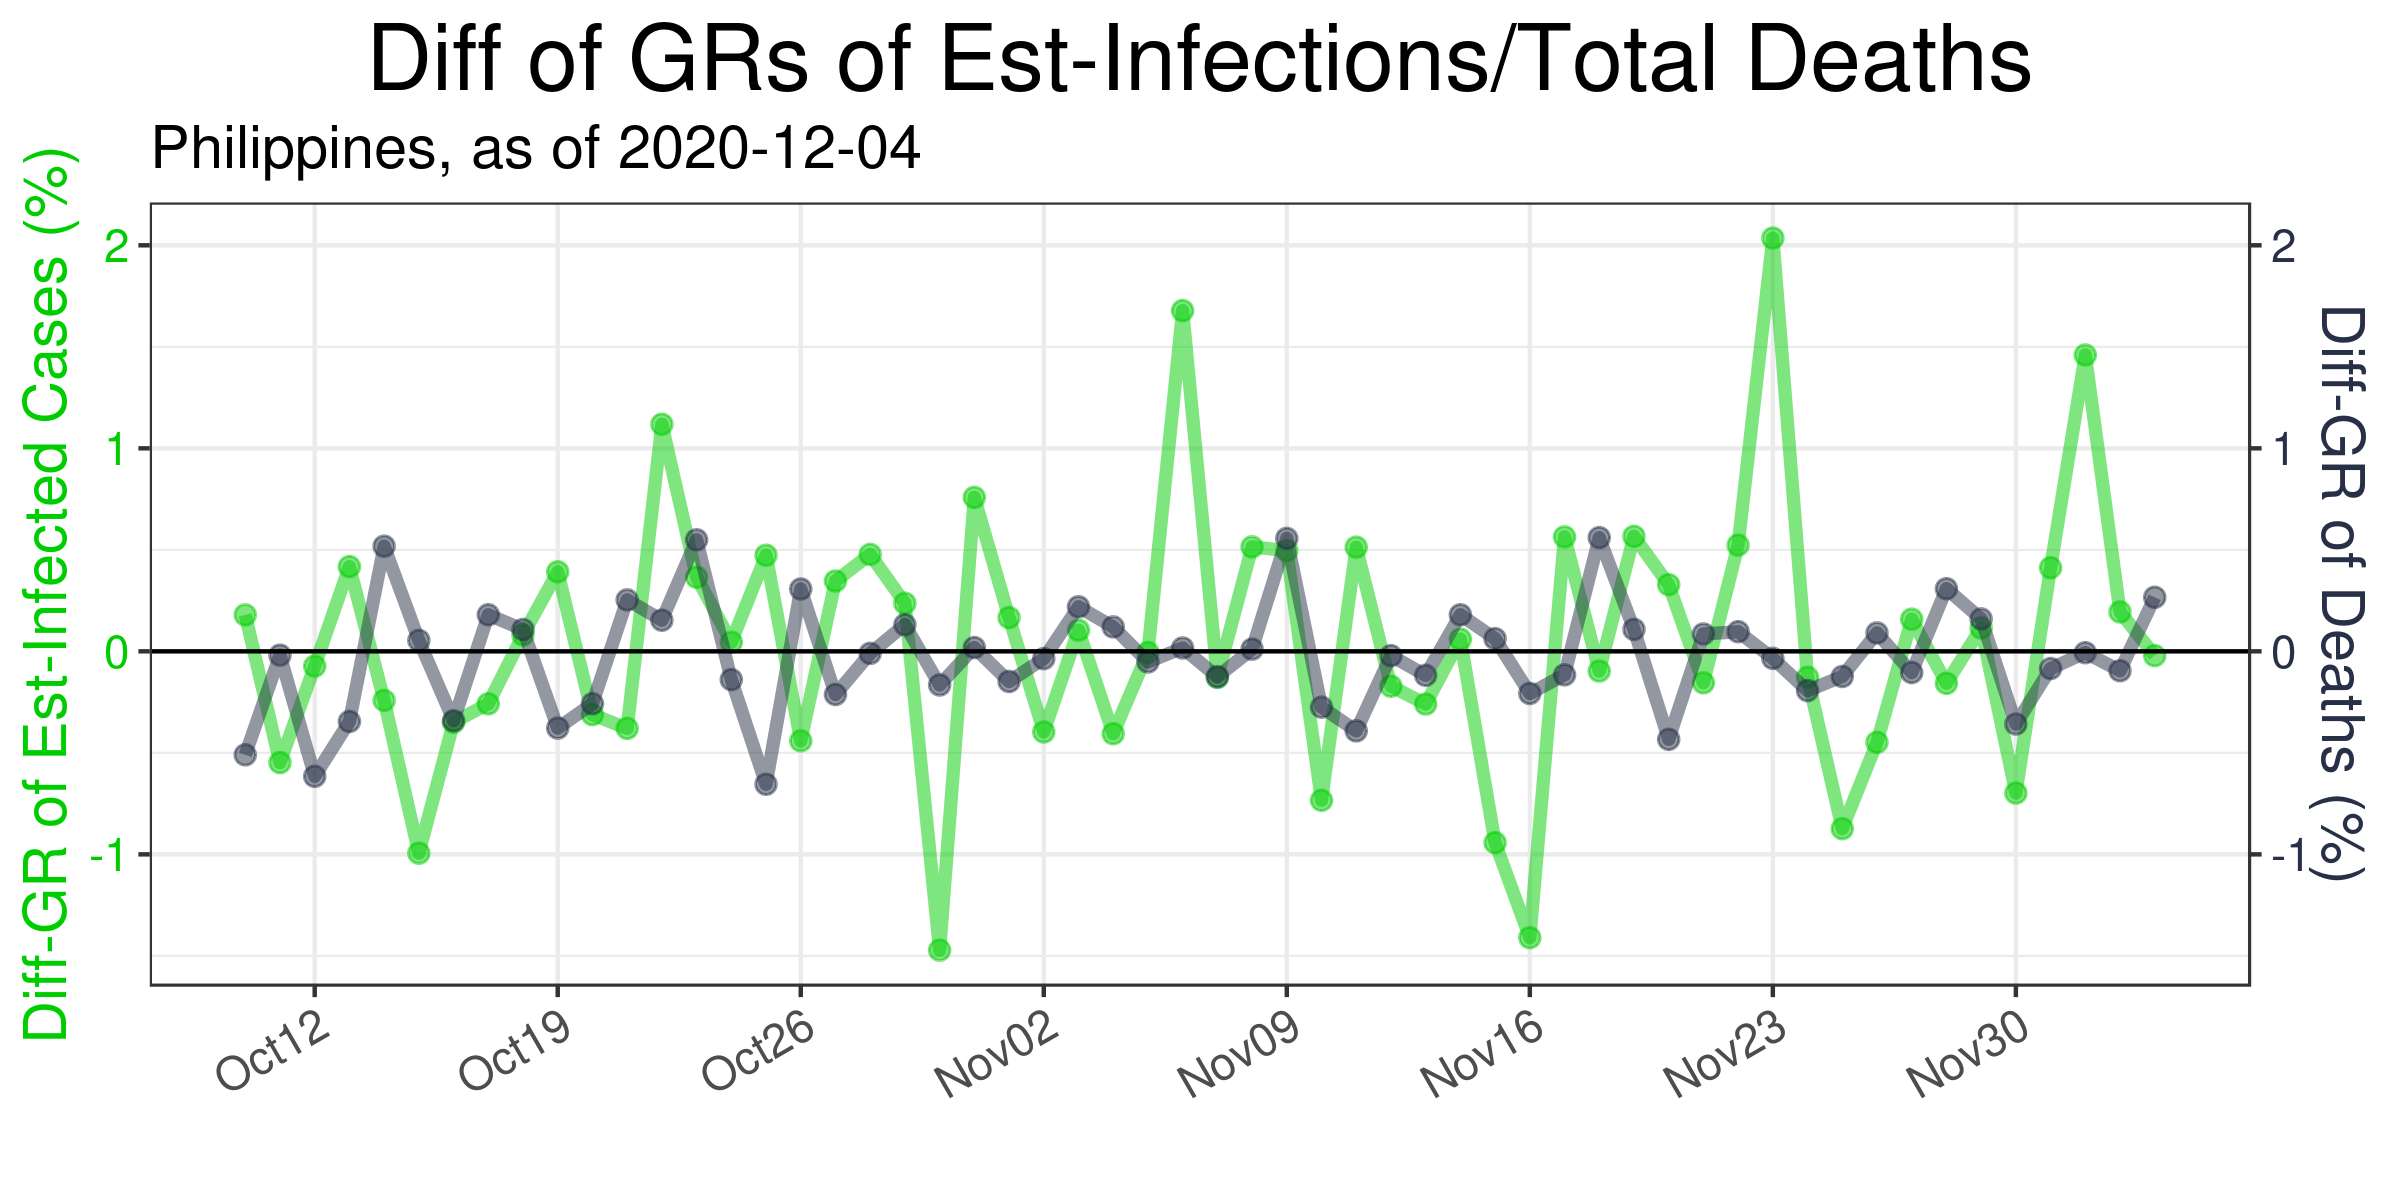 Diff of GRs of Est-Infections/Total Deaths
Philippines, as of 2020-12-04
Diff-GR of Est-Infected Cases (%)
2
1
0
-1
2
1
0
-1
Diff-GR of Deaths (%)
Oct12
Oct19
Oct26
Nov02
Nov09
Nov16
Nov23
Nov30